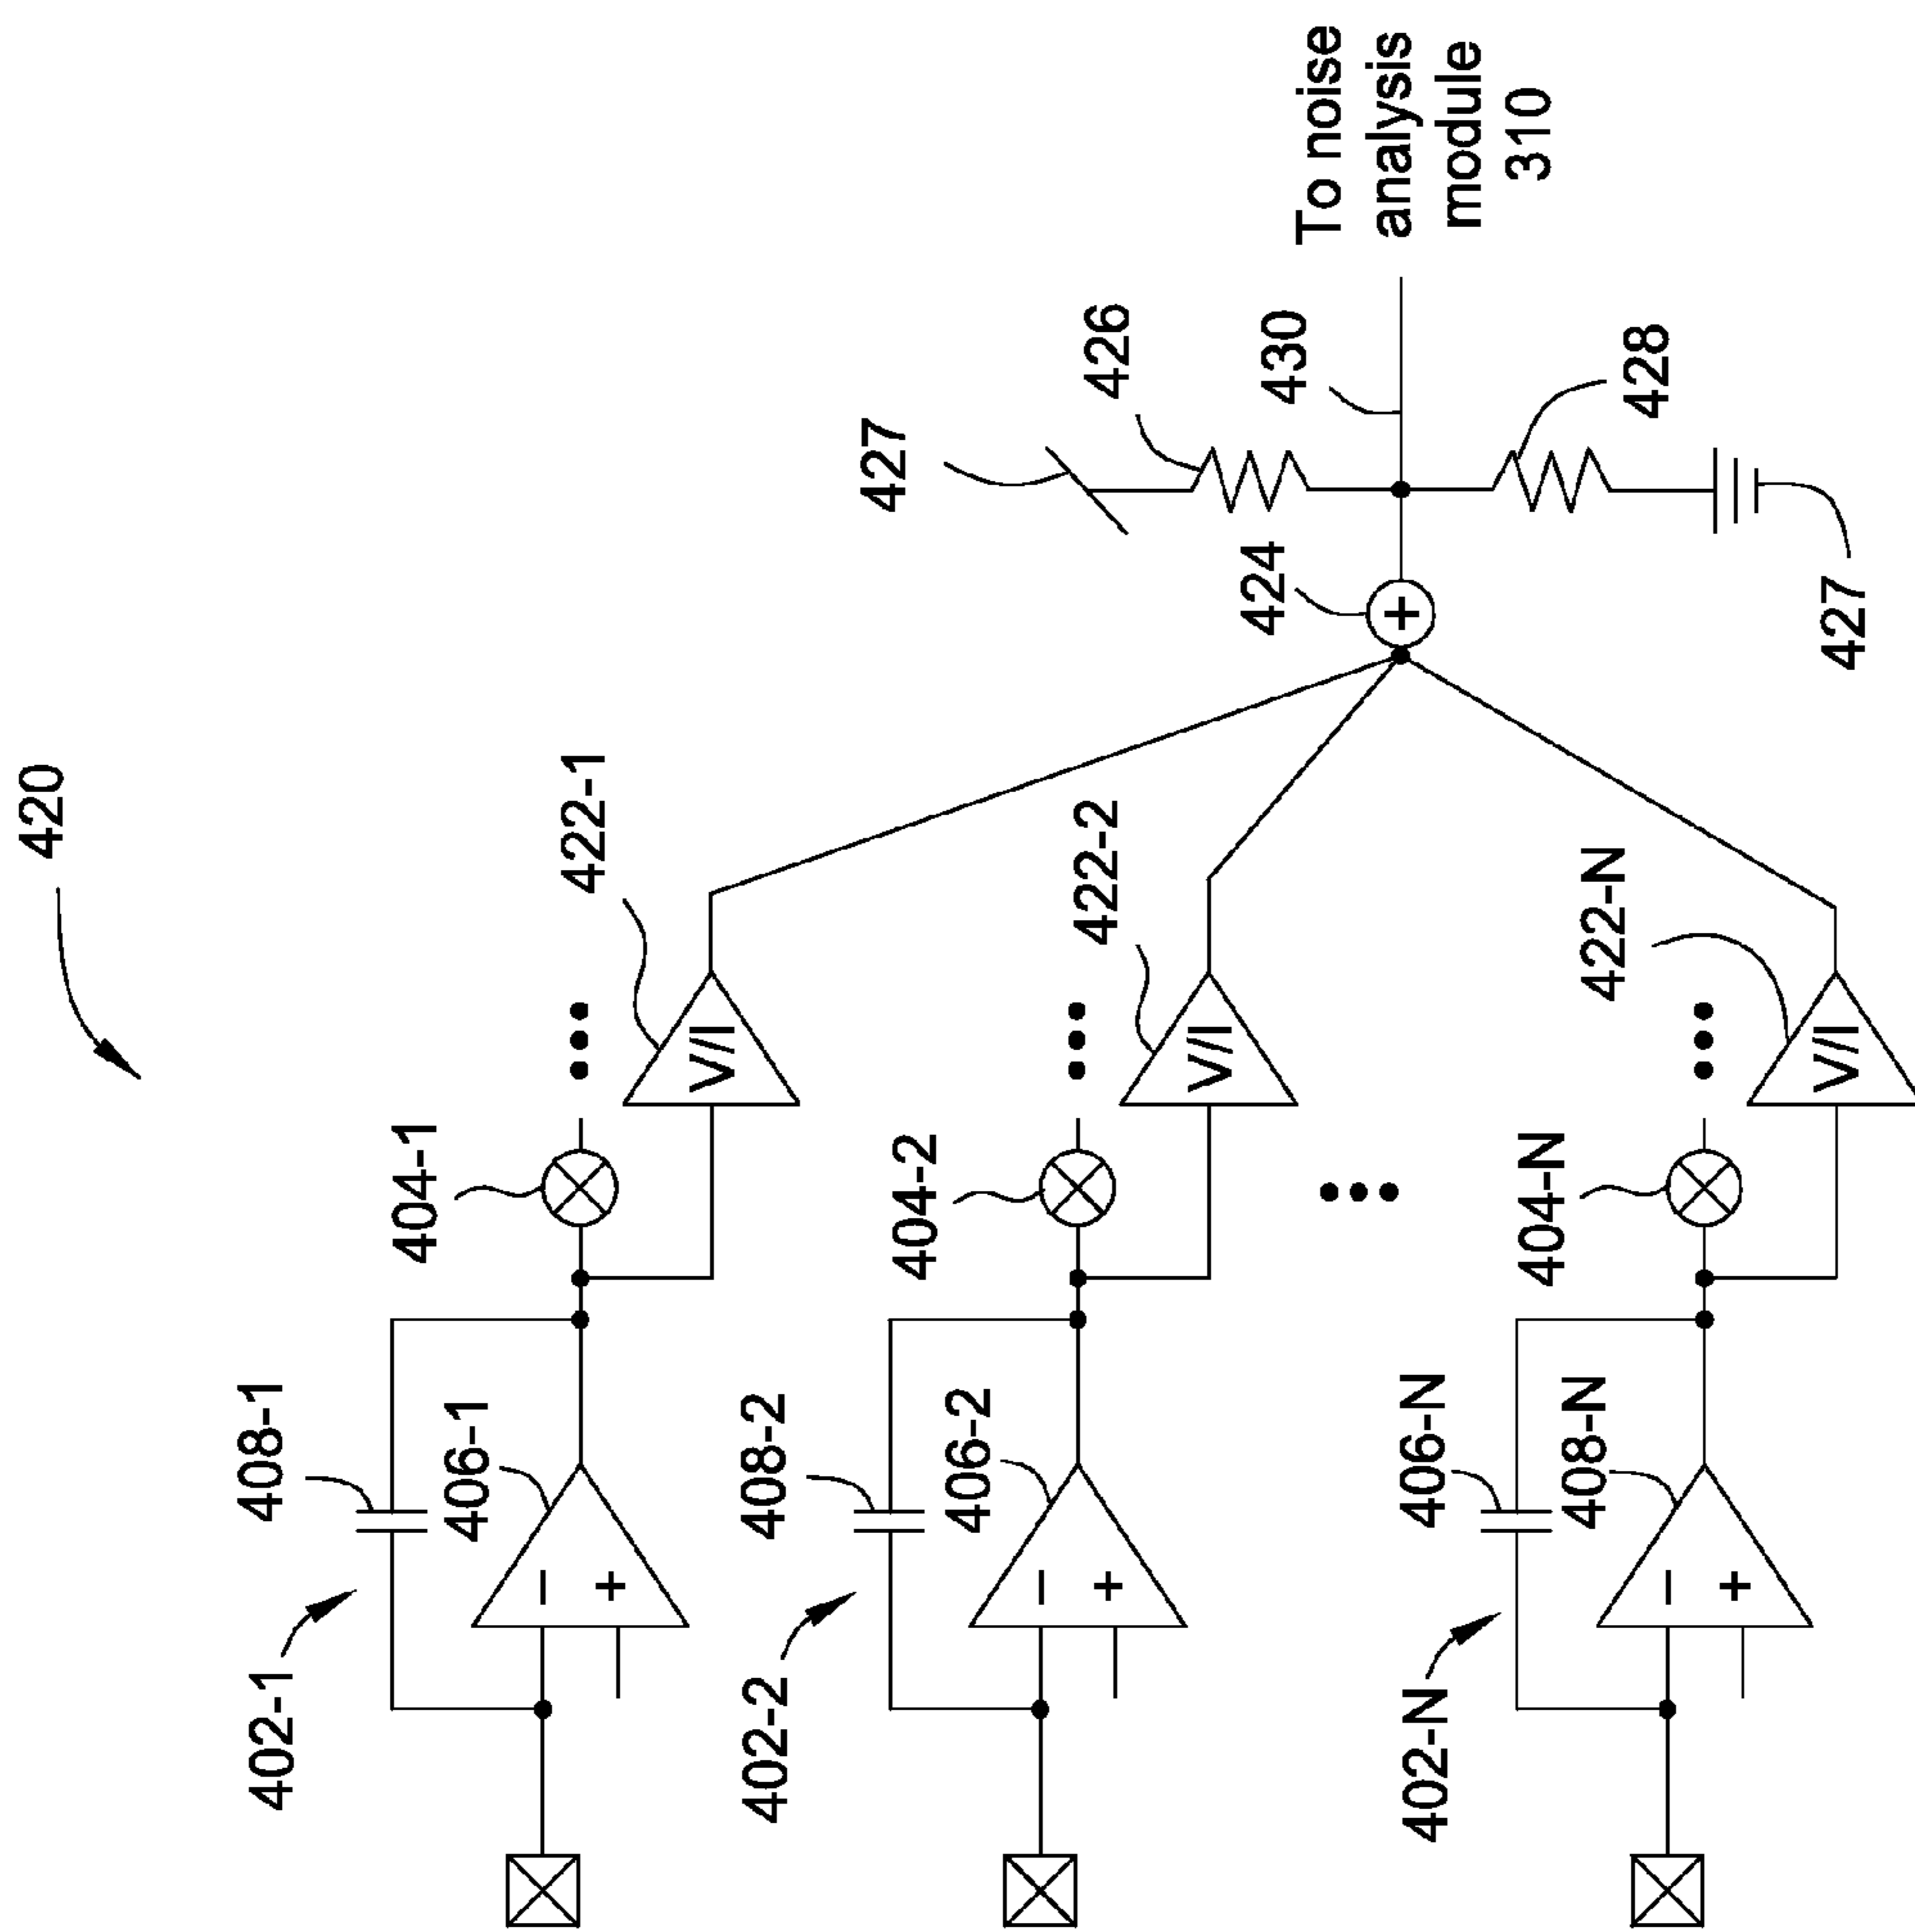 420
408-1
406-1
402-1
404-1
422-1
V/I
−
+
408-2
406-2
402-2
404-2
422-2
V/I
−
+
406-N
408-N
402-N
404-N
422-N
V/I
−
+
424
+
427
426
430
428
427
To noise
analysis
module
310